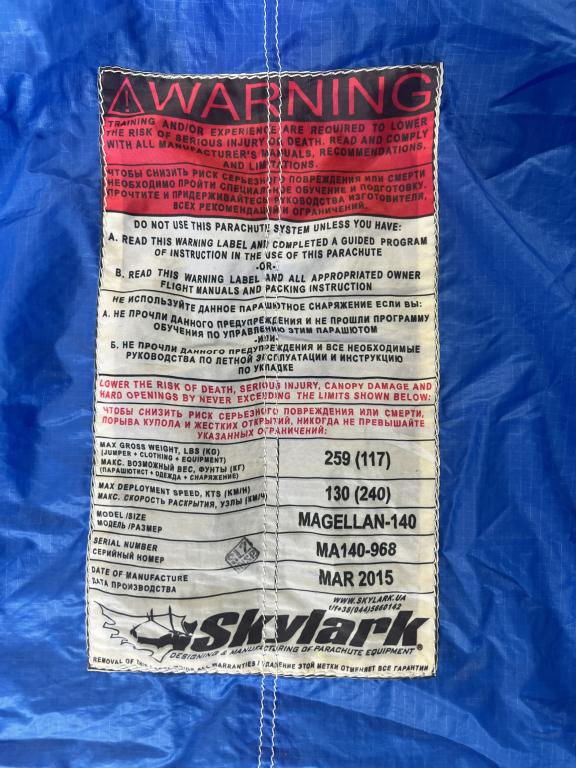 WARNING
TRAINING AND/OR EXPERIENCE ARE REQUIRED TO LOWER
THE RISK OF SERIOUS INJURY OR DEATH, READ AND COMPLY
WITH ALL MANUFACTURER'S MANUALS, RECOMMENDATIONS,
AND LIMITATIONS.
ЧТОБЫ СНИЗИТЬ РИСК СЕРЬЕЗНОГО ПОВРЕЖДЕНИЯ ИЛИ СМЕРТИ
НЕОБХОДИМО ПРОЙТИ СПЕЦИАЛЬНОЕ ОБУЧЕНИЕ И ПОДГОТОВКУ.
ПРОЧТИТЕ И ПРИДЕРЖИВАЙТЕСЬ РУКОВОДСТВА ИЗГОТОВИТЕЛЯ,
ВСЕХ РЕКОМЕНДАЦИЙ И ОГРАНИЧЕНИЙ.
DO NOT USE THIS PARACHUTE SYSTEM UNLESS YOU HAVE:
A. READ THIS WARNING LABEL AND COMPLETED A GUIDED PROGRAM
OF INSTRUCTION IN THE USE OF THIS PARACHUTE
-OR-
B. READ THIS WARNING LABEL AND ALL APPROPRIATED OWNER
FLIGHT MANUALS AND PACKING INSTRUCTION
НЕ ИСПОЛЬЗУЙТЕ ДАННОЕ ПАРАШЮТНОЕ СНАРЯЖЕНИЕ ЕСЛИ ВЫ:
А. НЕ ПРОЧЛИ ДАННОГО ПРЕДУПРЕЖДЕНИЯ И НЕ ПРОШЛИ ПРОГРАММУ
ОБУЧЕНИЯ ПО УПРАВЛЕНИЮ ЭТИМ ПАРАШЮТОМ
-ИЛИ-
Б. НЕ ПРОЧЛИ ДАННОГО ПРЕДУПРЕЖДЕНИЯ И ВСЕ НЕОБХОДИМЫЕ
РУКОВОДСТВА ПО ЛЕТНОЙ ЭКСПЛУАТАЦИИ И ИНСТРУКЦИЮ
ПО УКЛАДКЕ
LOWER THE RISK OF DEATH, SERIOUS INJURY, CANOPY DAMAGE AND
HARD OPENINGS BY NEVER EXCEEDING THE LIMITS SHOWN BELOW:
ЧТОБЫ СНИЗИТЬ РИСК СЕРЬЕЗНОГО ПОВРЕЖДЕНИЯ ИЛИ СМЕРТИ,
ПОРЫВА КУПОЛА И ЖЕСТКИХ ОТКРЫТИЙ, НИКОГДА НЕ ПРЕВЫШАЙТЕ
УКАЗАННЫХ ОГРАНИЧЕНИЙ:
MAX GROSS WEIGHT, LBS (KG)
(JUMPER + CLOTHING + EQUIPMENT)
МАКС. ВОЗМОЖНЫЙ ВЕС, ФУНТЫ (КГ)
(ПАРАШЮТИСТ + ОДЕЖДА + СНАРЯЖЕНИЕ)
259 (117)
MAX DEPLOYMENT SPEED, KTS (KM/H)
МАКС. СКОРОСТЬ РАСКРЫТИЯ, УЗЛЫ (КМ/Ч)
130 (240)
MODEL/SIZE
МОДЕЛЬ/РАЗМЕР
MAGELLAN-140
SERIAL NUMBER
СЕРИЙНЫЙ НОМЕР
MA140-968
DATE OF MANUFACTURE
ДАТА ПРОИЗВОДСТВА
MAR 2015
WWW.SKYLARK.UA
t/f+38(044)5660142
Skylark®
DESIGNING & MANUFACTURING OF PARACHUTE EQUIPMENT
REMOVAL OF ALL WARRANTIES / УДАЛЕНИЕ ЭТОЙ МЕТКИ ОТМЕНЯЕТ ВСЕ ГАРАНТИИ